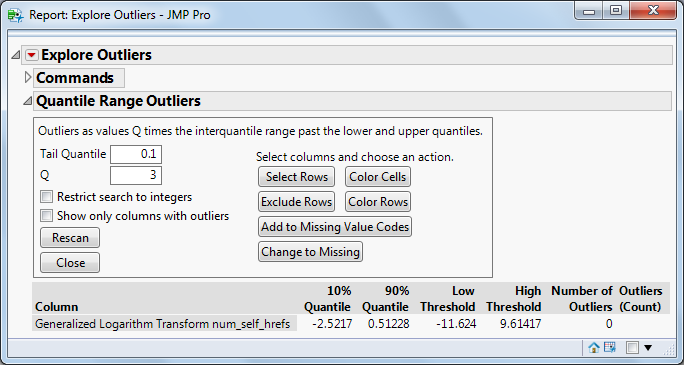 Report: Explore Outliers - JMP Pro
Explore Outliers
Commands
Quantile Range Outliers
Outliers as values Q times the interquantile range past the lower and upper quantiles.
Tail Quantile 0.1
Q 3
Restrict search to integers
Show only columns with outliers
Rescan
Close
Select columns and choose an action.
Select Rows Color Cells
Exclude Rows Color Rows
Add to Missing Value Codes
Change to Missing
10% 90% Low High Number of Outliers
Column Quantile Quantile Threshold Threshold Outliers (Count)
Generalized Logarithm Transform num_self_hrefs -2.5217 0.51228 -11.624 9.61417 0